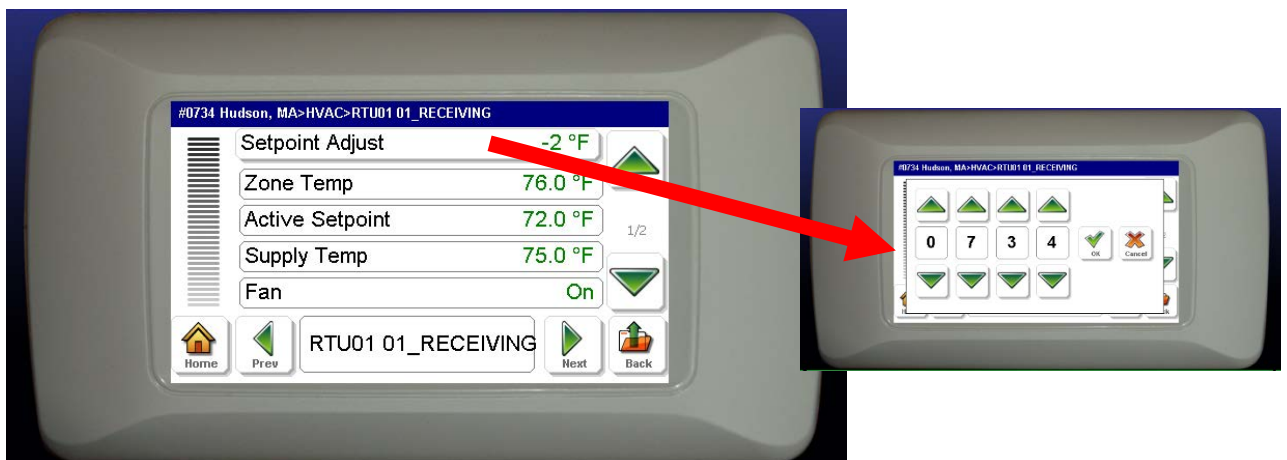 #0734 Hudson, MA>HVAC>RTU01 01_RECEIVING
Setpoint Adjust -2 °F
Zone Temp 76.0 °F
Active Setpoint 72.0 °F
1/2
Supply Temp 75.0 °F
Fan On
Home Prev RTU01 01_RECEIVING Next Back
#0734 Hudson, MA>HVAC>RTU01 01_RECEIVING
0 7 3 4 OK Cancel